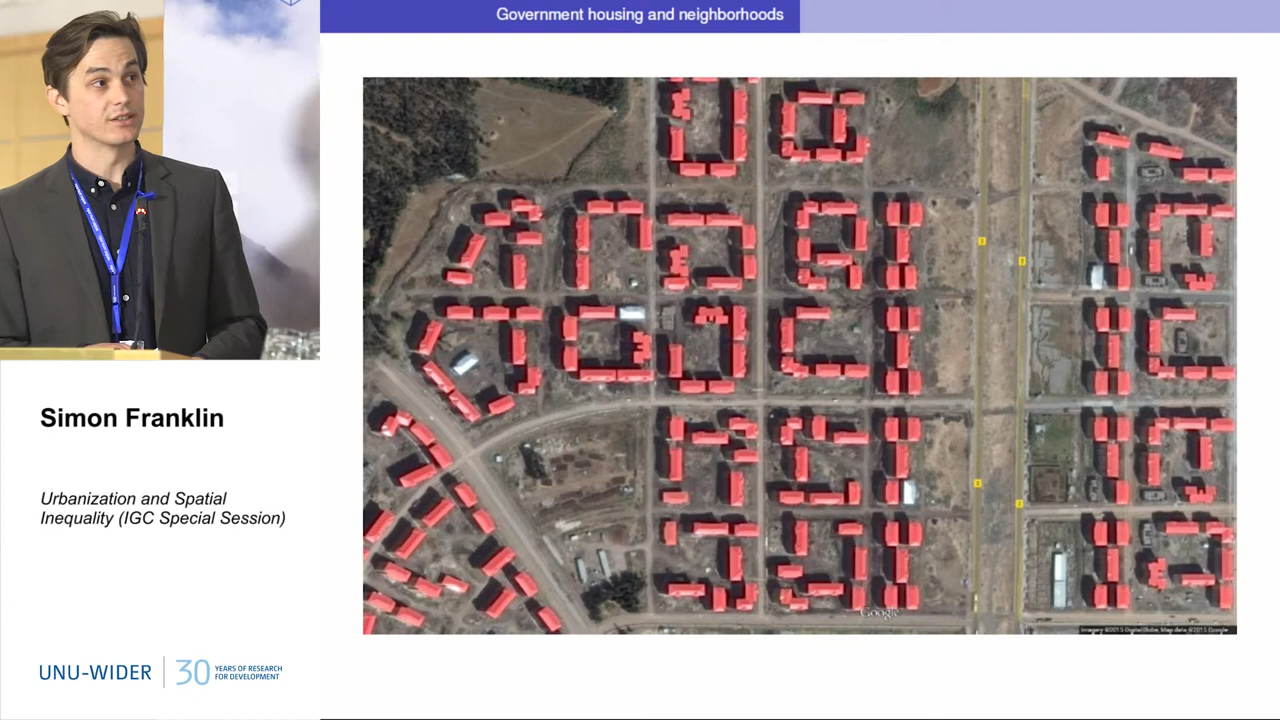 Government housing and neighborhoods
Google
Imagery ©2015 DigitalGlobe, Map data ©2015 Google
Simon Franklin
Urbanization and Spatial
Inequality (IGC Special Session)
UNU-WIDER
30
YEARS OF RESEARCH
FOR DEVELOPMENT